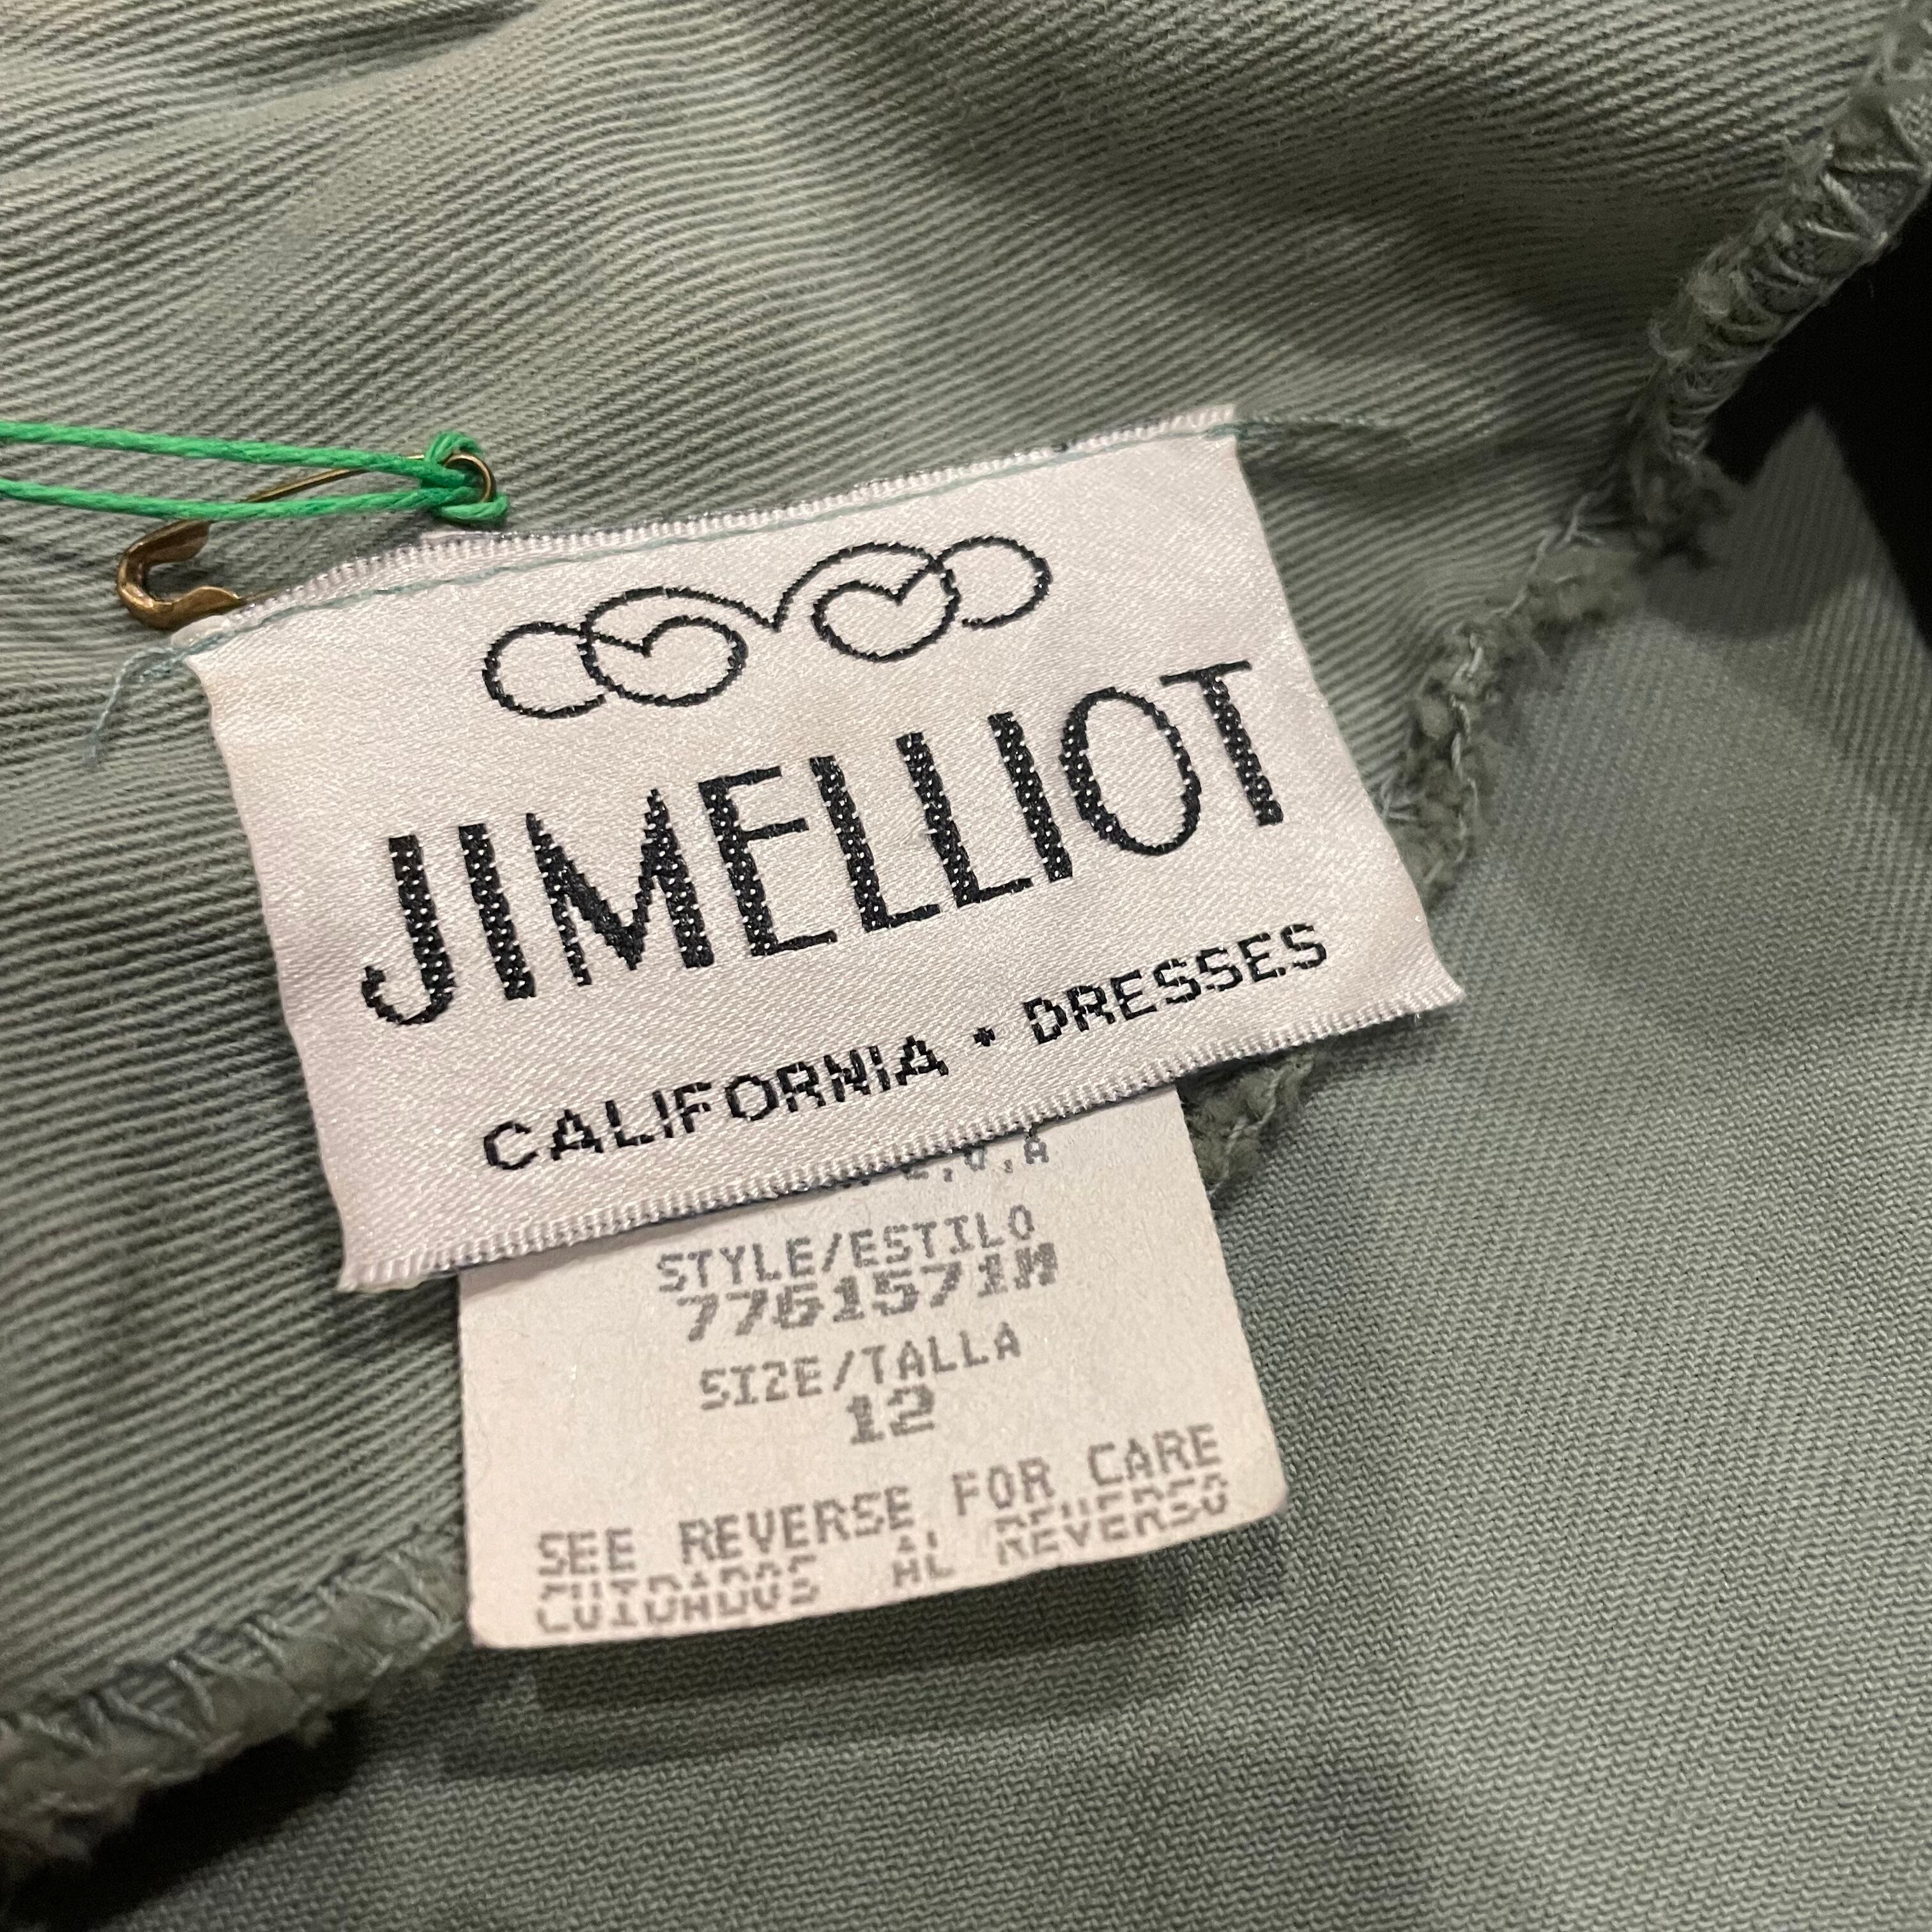 JIMELLIOT
CALIFORNIA • DRESSES
STYLE/ESTILO
7761571M
SIZE/TALLA
12
SEE REVERSE FOR CARE
CUIDADOS AL REVERSO